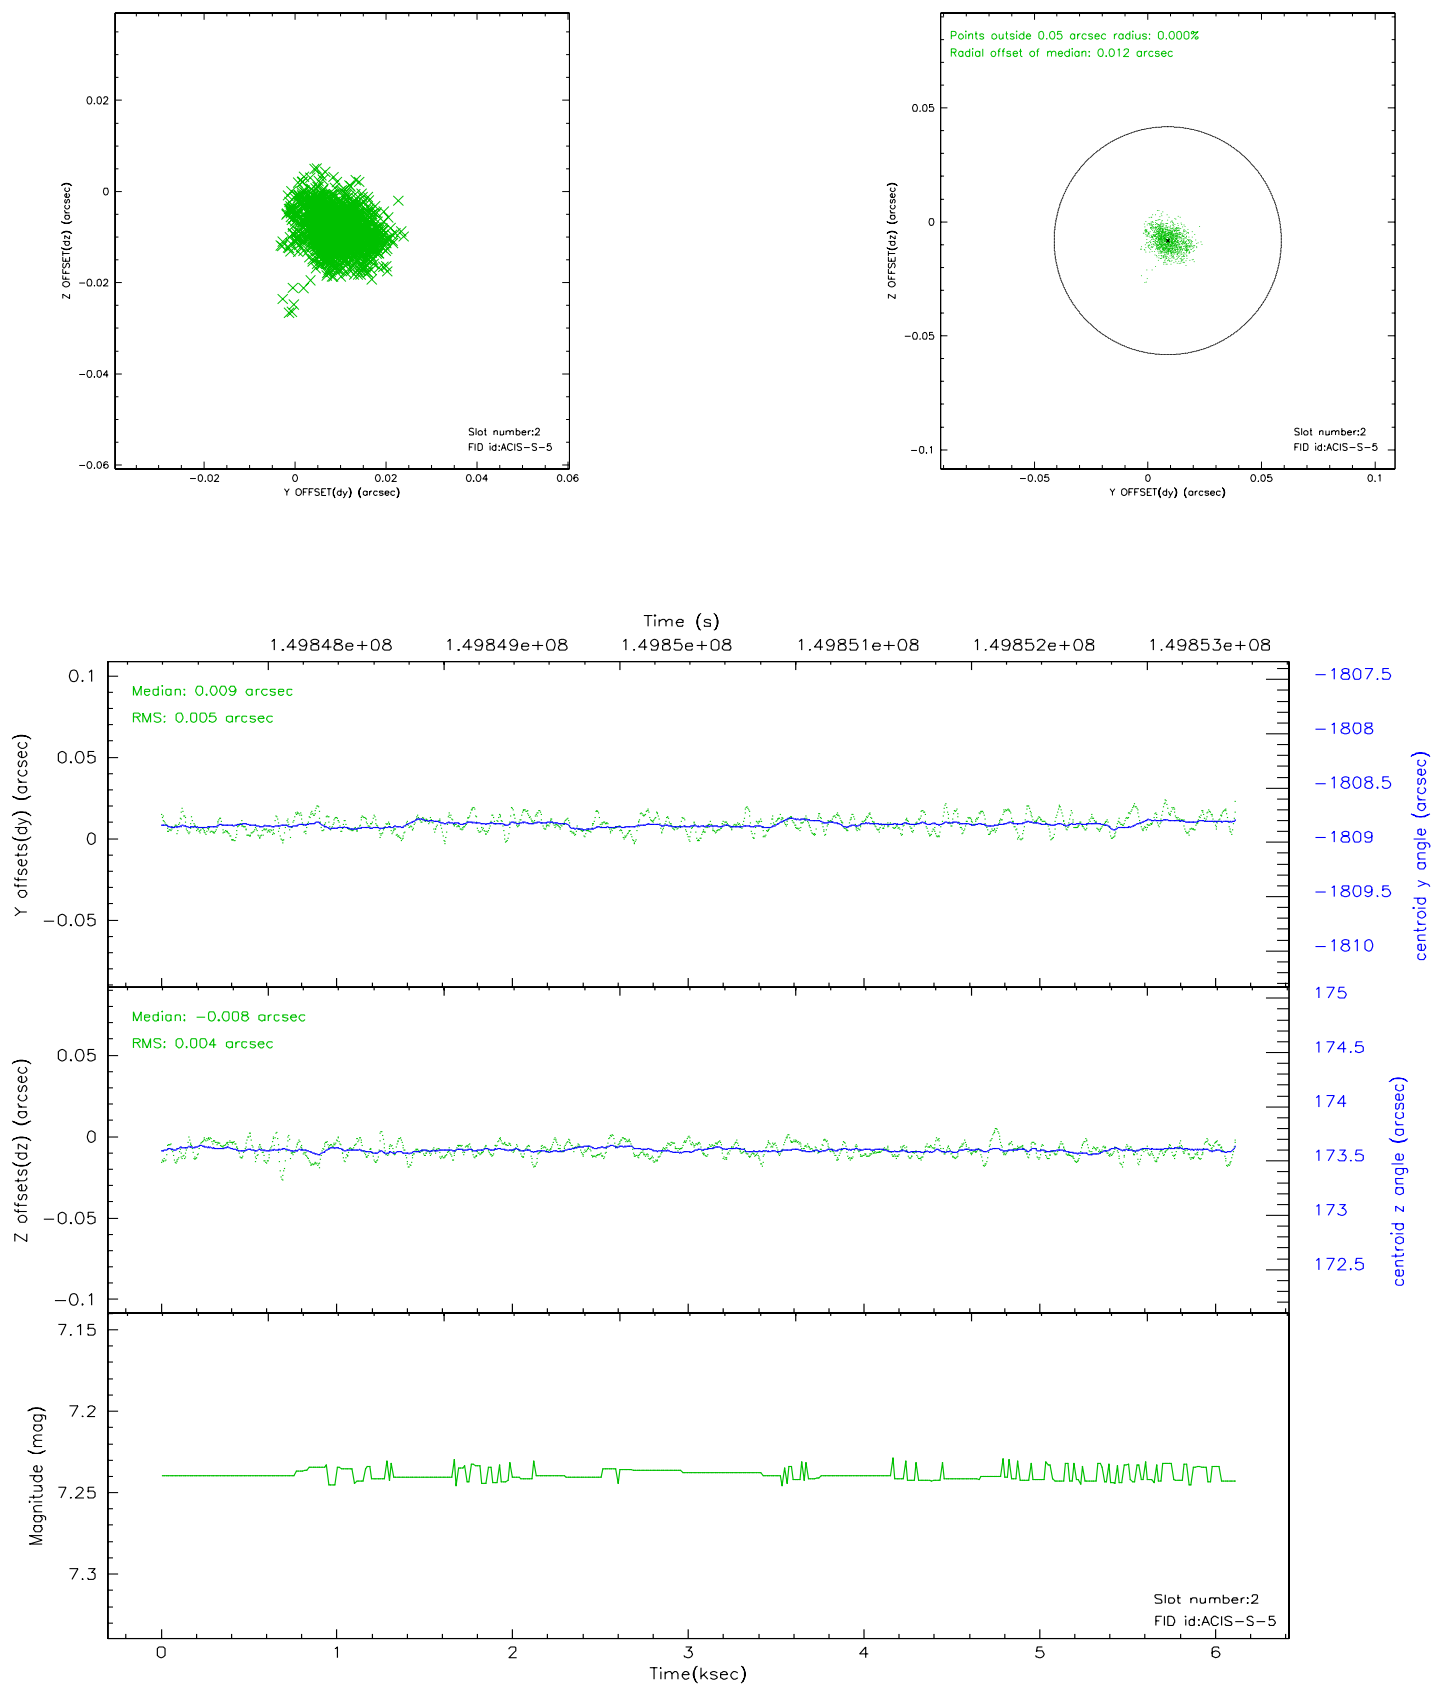 0.02
0
−0.02
−0.04
−0.06
Z OFFSET(dz) (arcsec)
−0.02 0 0.02 0.04 0.06
Y OFFSET(dy) (arcsec)
Slot number:2
FID id:ACIS−S−5
Points outside 0.05 arcsec radius: 0.000%
Radial offset of median: 0.012 arcsec
0.05
0
−0.05
−0.1
Z OFFSET(dz) (arcsec)
−0.05 0 0.05 0.1
Y OFFSET(dy) (arcsec)
Slot number:2
FID id:ACIS−S−5
Time (s)
1.49848e+08 1.49849e+08 1.4985e+08 1.49851e+08 1.49852e+08 1.49853e+08
Median: 0.009 arcsec
RMS: 0.005 arcsec
0.1
0.05
0
−0.05
Y offsets(dy) (arcsec)
−1807.5
−1808
−1808.5
−1809
−1809.5
−1810
centroid y angle (arcsec)
Median: −0.008 arcsec
RMS: 0.004 arcsec
0.05
0
−0.05
−0.1
Z offsets(dz) (arcsec)
175
174.5
174
173.5
173
172.5
centroid z angle (arcsec)
7.15
7.2
7.25
7.3
Magnitude (mag)
Slot number:2
FID id:ACIS−S−5
0 1 2 3 4 5 6
Time(ksec)